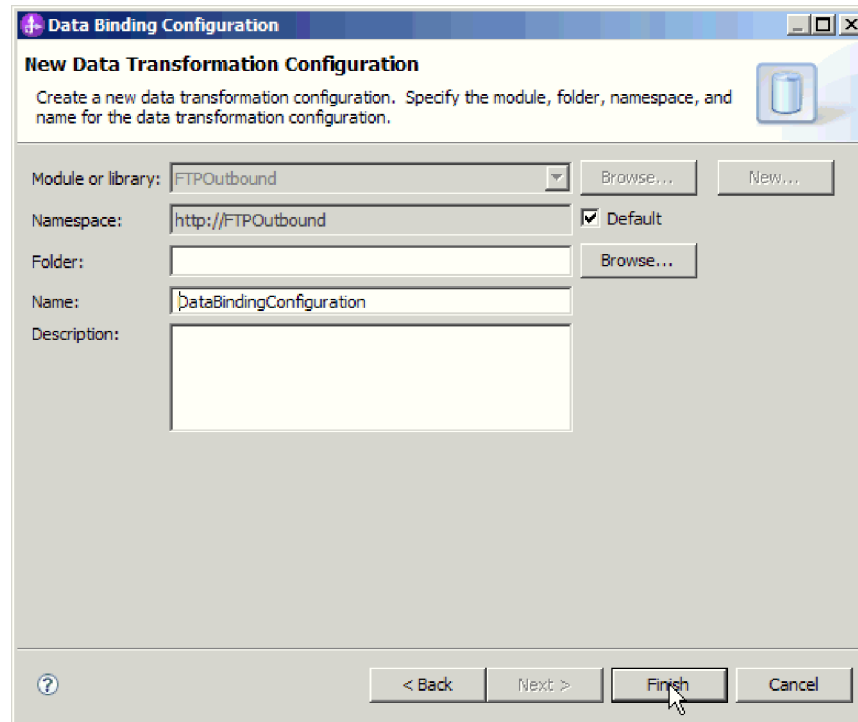 Data Binding Configuration
New Data Transformation Configuration
Create a new data transformation configuration. Specify the module, folder, namespace, and
name for the data transformation configuration.
Module or library: FTPOutbound Browse... New...
Namespace: http://FTPOutbound Default
Folder: Browse...
Name: DataBindingConfiguration
Description:
? < Back Next > Finish Cancel